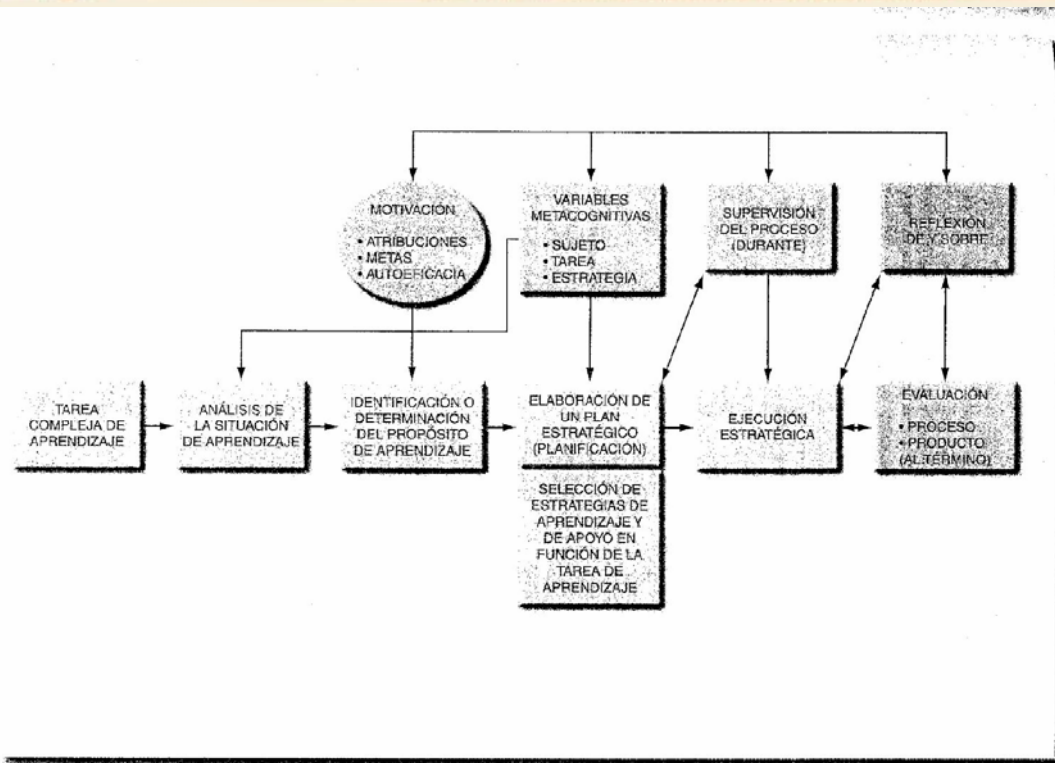 MOTIVACIÓN
• ATRIBUCIONES
• METAS
• AUTOEFICACIA
VARIABLES
METACOGNITIVAS
• SUJETO
• TAREA
• ESTRATEGIA
SUPERVISIÓN
DEL PROCESO
(DURANTE)
REFLEXIÓN
DE Y SOBRE
TAREA
COMPLEJA DE
APRENDIZAJE
ANÁLISIS DE
LA SITUACIÓN
DE APRENDIZAJE
IDENTIFICACIÓN O
DETERMINACIÓN
DEL PROPÓSITO
DE APRENDIZAJE
ELABORACIÓN DE
UN PLAN
ESTRATÉGICO
(PLANIFICACIÓN)
SELECCIÓN DE
ESTRATEGIAS DE
APRENDIZAJE Y
DE APOYO EN
FUNCIÓN DE LA
TAREA DE
APRENDIZAJE
EJECUCIÓN
ESTRATÉGICA
EVALUACIÓN
• PROCESO
• PRODUCTO
(AL TÉRMINO)